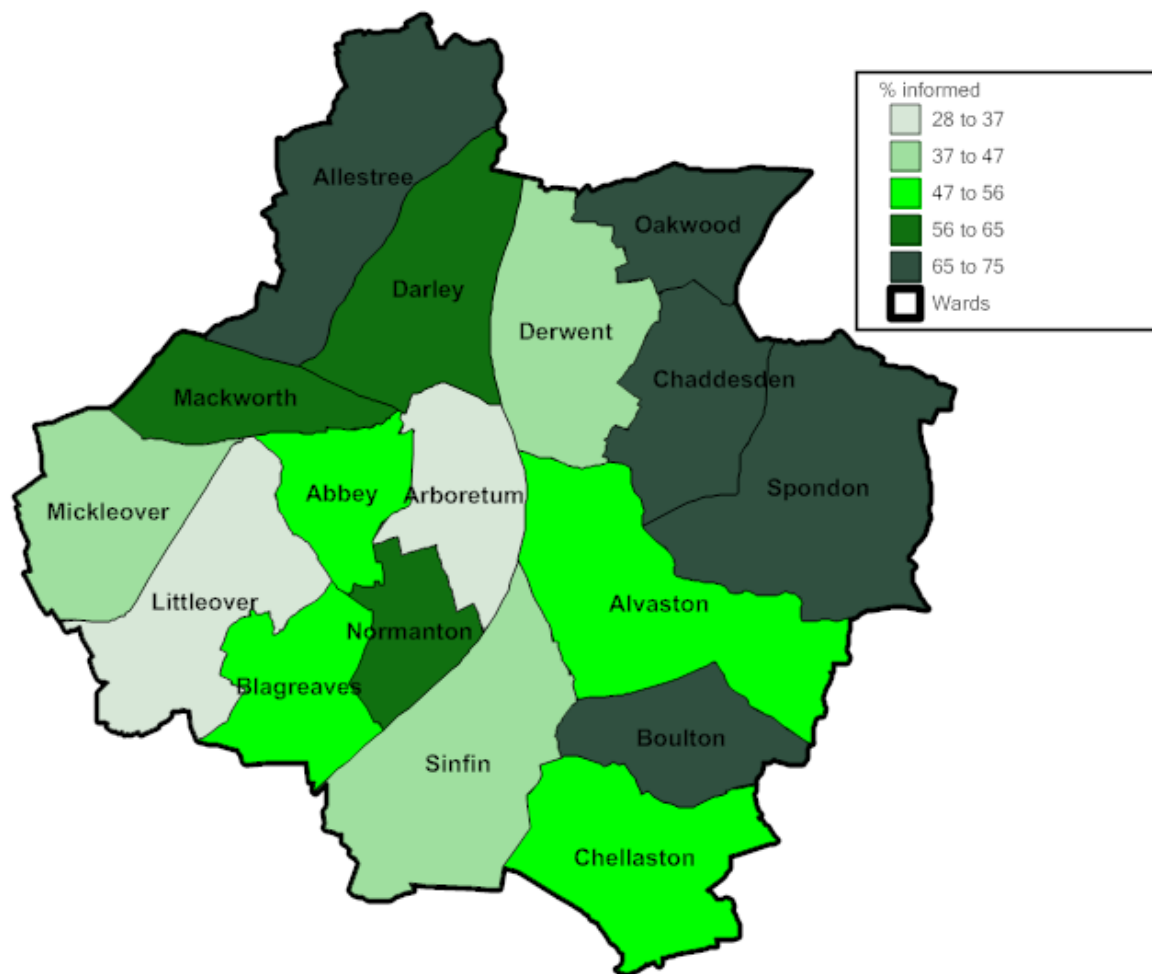 % informed
28 to 37
37 to 47
47 to 56
56 to 65
65 to 75
Wards
Allestree
Oakwood
Darley
Derwent
Chaddesden
Mackworth
Spondon
Abbey
Arboretum
Mickleover
Littleover
Alvaston
Normanton
Blagreaves
Boulton
Sinfin
Chellaston